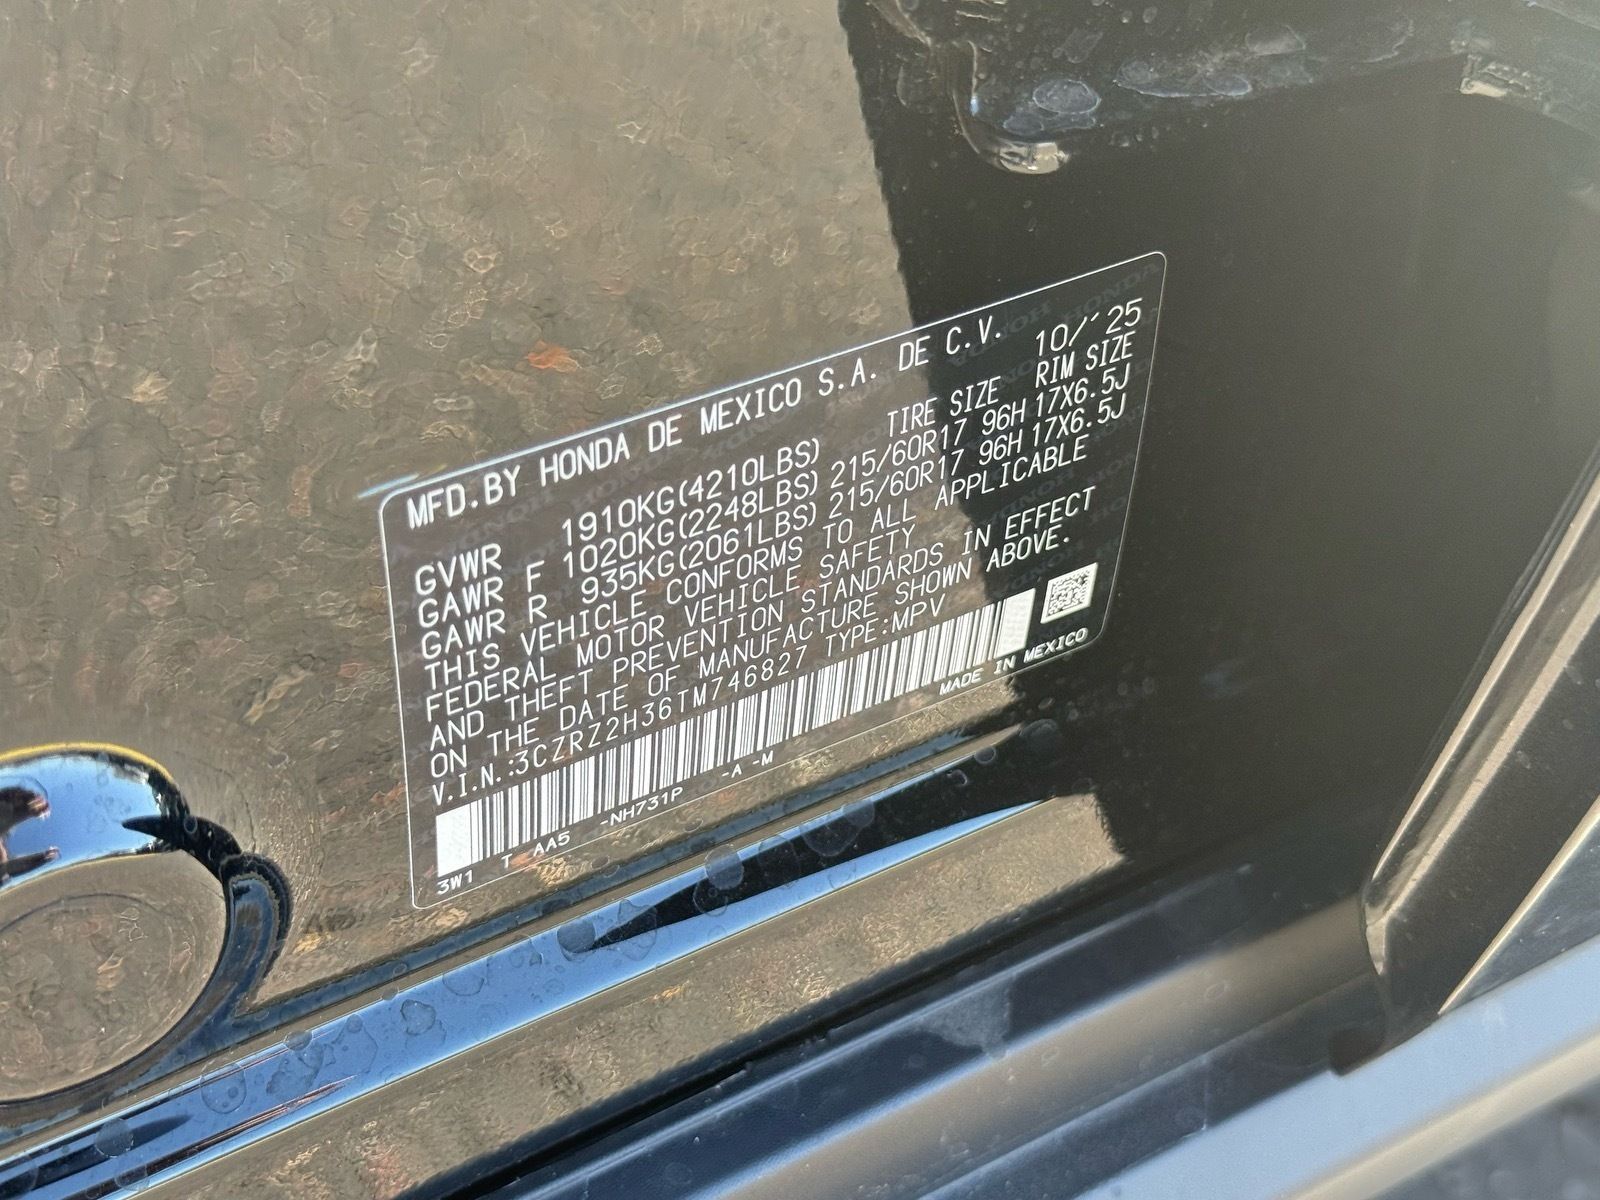 MFD.BY HONDA DE MEXICO S.A. DE C.V. 10/'25
TIRE SIZE RIM SIZE
GVWR 1910KG(4210LBS)
GAWR F 1020KG(2248LBS) 215/60R17 96H 17X6.5J
GAWR R 935KG(2061LBS) 215/60R17 96H 17X6.5J
THIS VEHICLE CONFORMS TO ALL APPLICABLE
FEDERAL MOTOR VEHICLE SAFETY
AND THEFT PREVENTION STANDARDS IN EFFECT
ON THE DATE OF MANUFACTURE SHOWN ABOVE.
V.I.N.:3CZRZ2H36TM746827 TYPE:MPV
3W1 T AA5 -NH731P -A -M MADE IN MEXICO